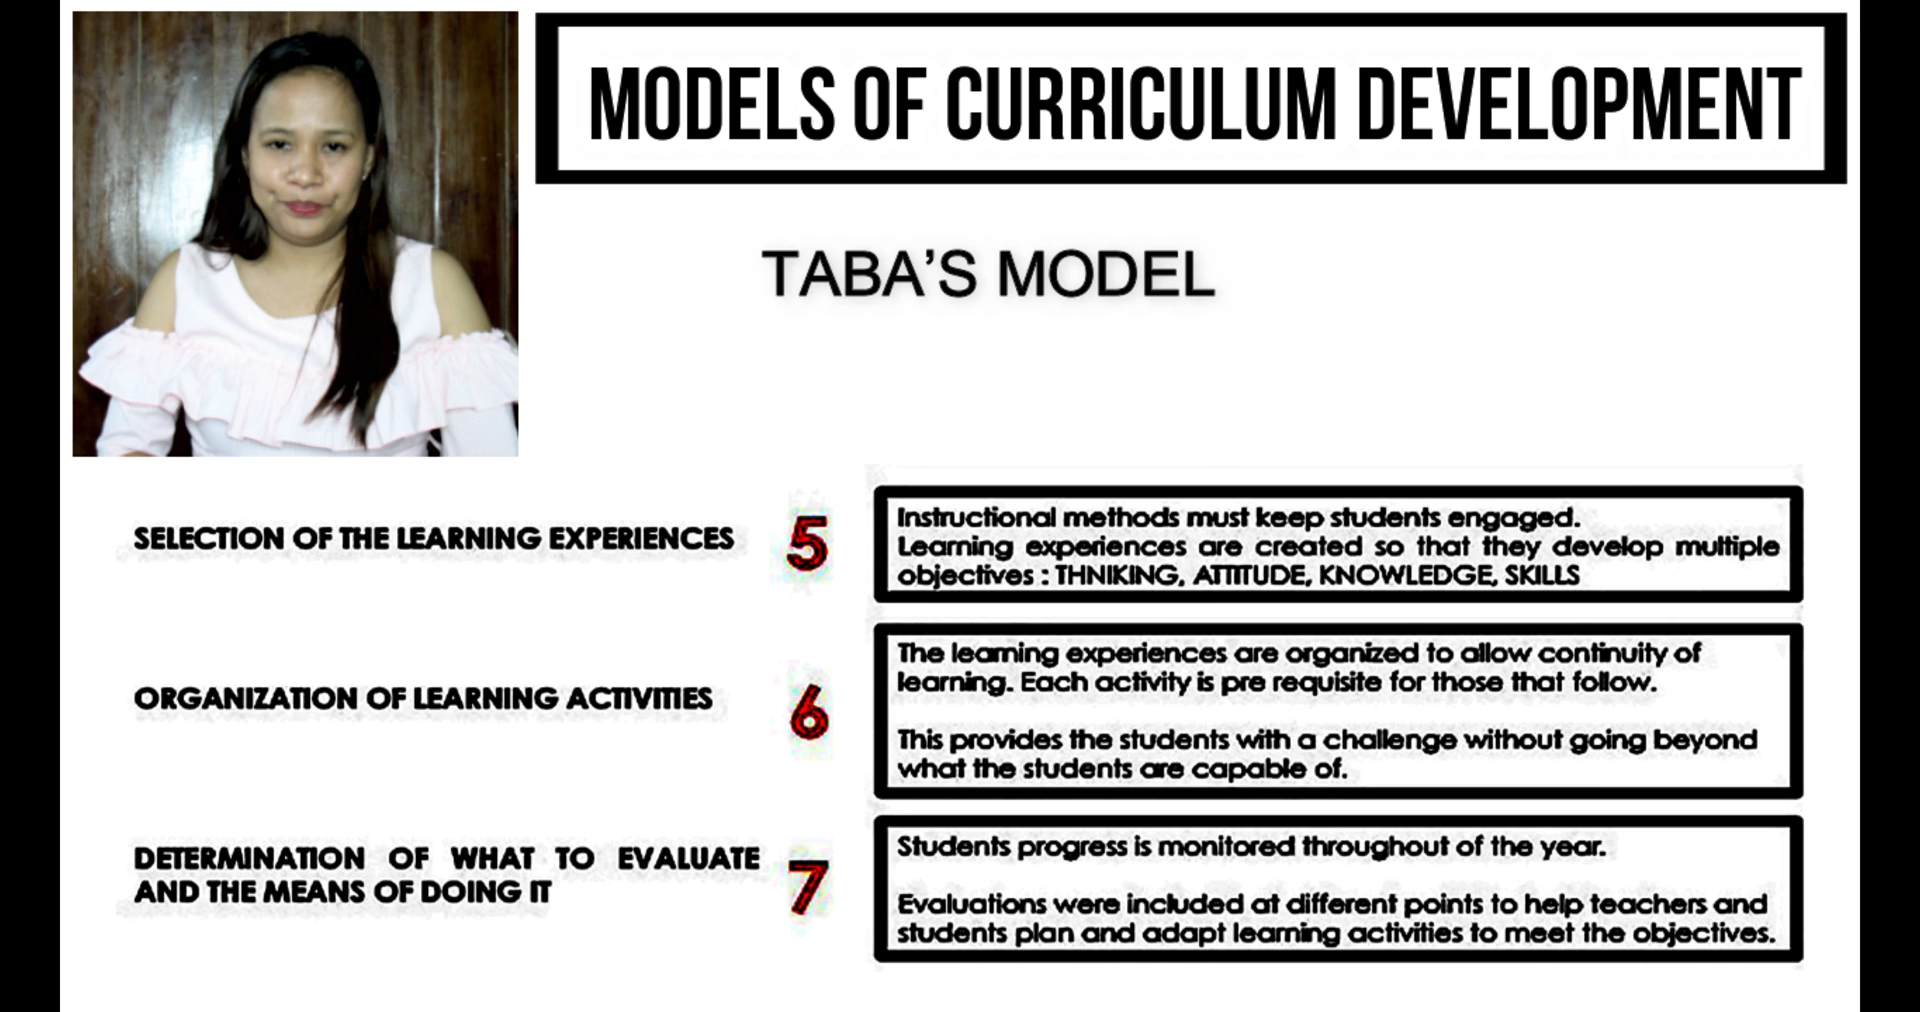 MODELS OF CURRICULUM DEVELOPMENT
TABA'S MODEL
SELECTION OF THE LEARNING EXPERIENCES
5
Instructional methods must keep students engaged.
Learning experiences are created so that they develop multiple
objectives : THNIKING, ATTITUDE, KNOWLEDGE, SKILLS
ORGANIZATION OF LEARNING ACTIVITIES
6
The learning experiences are organized to allow continuity of
learning. Each activity is pre requisite for those that follow.
This provides the students with a challenge without going beyond
what the students are capable of.
DETERMINATION OF WHAT TO EVALUATE
AND THE MEANS OF DOING IT
7
Students progress is monitored throughout of the year.
Evaluations were included at different points to help teachers and
students plan and adapt learning activities to meet the objectives.